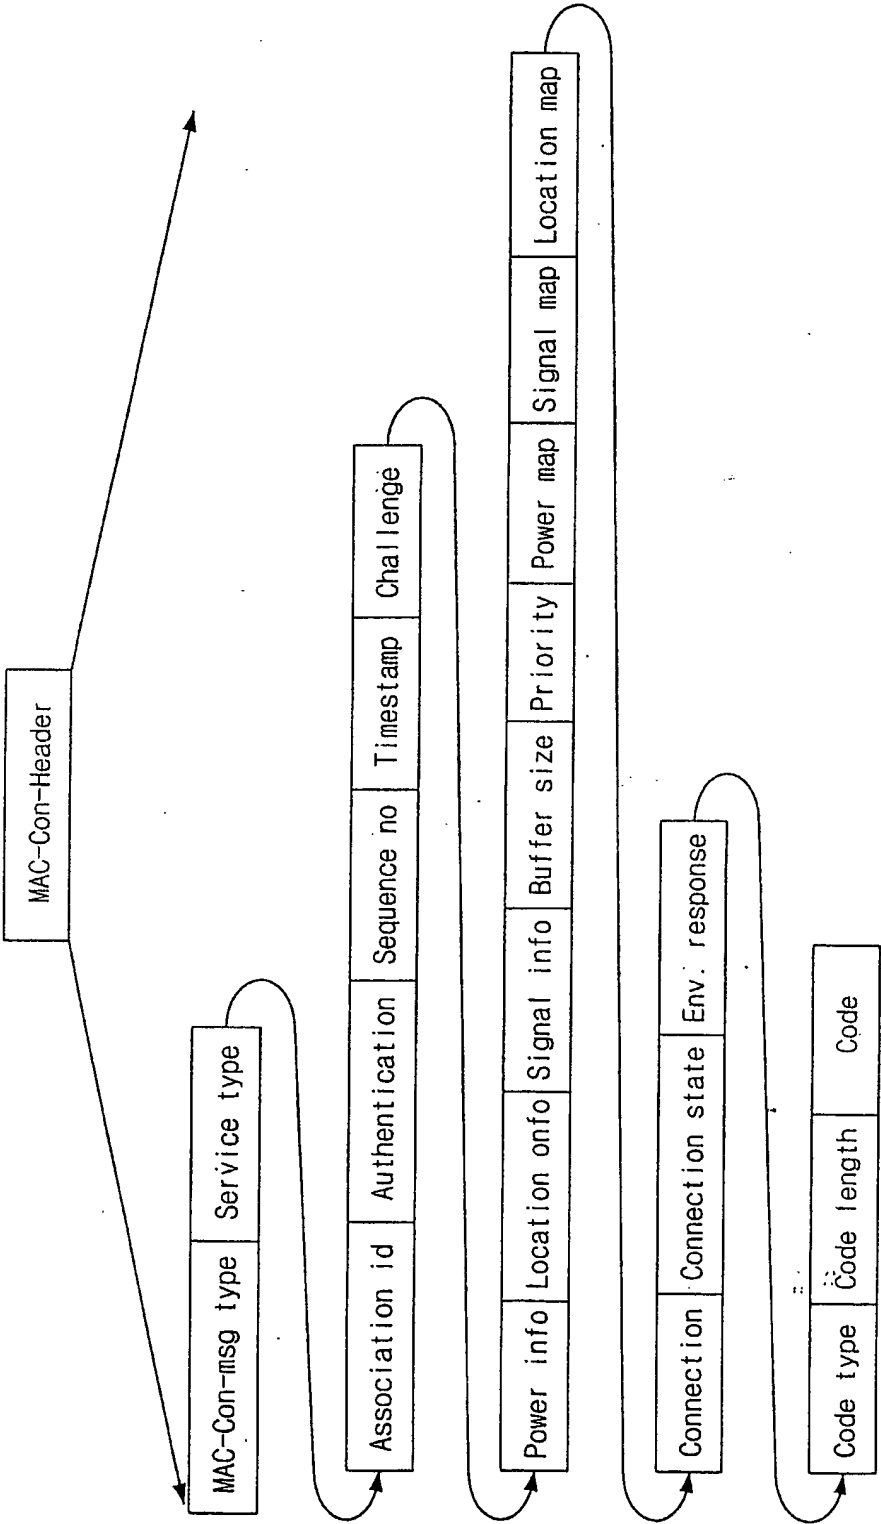 MAC-Con-Header
MAC-Con-msg type Service type
Association id Authentication Sequence no Timestamp Challenge
Power info Location onfo Signal info Buffer size Priority Power map Signal map Location map
Connection Connection state Env. response
Code type Code length Code